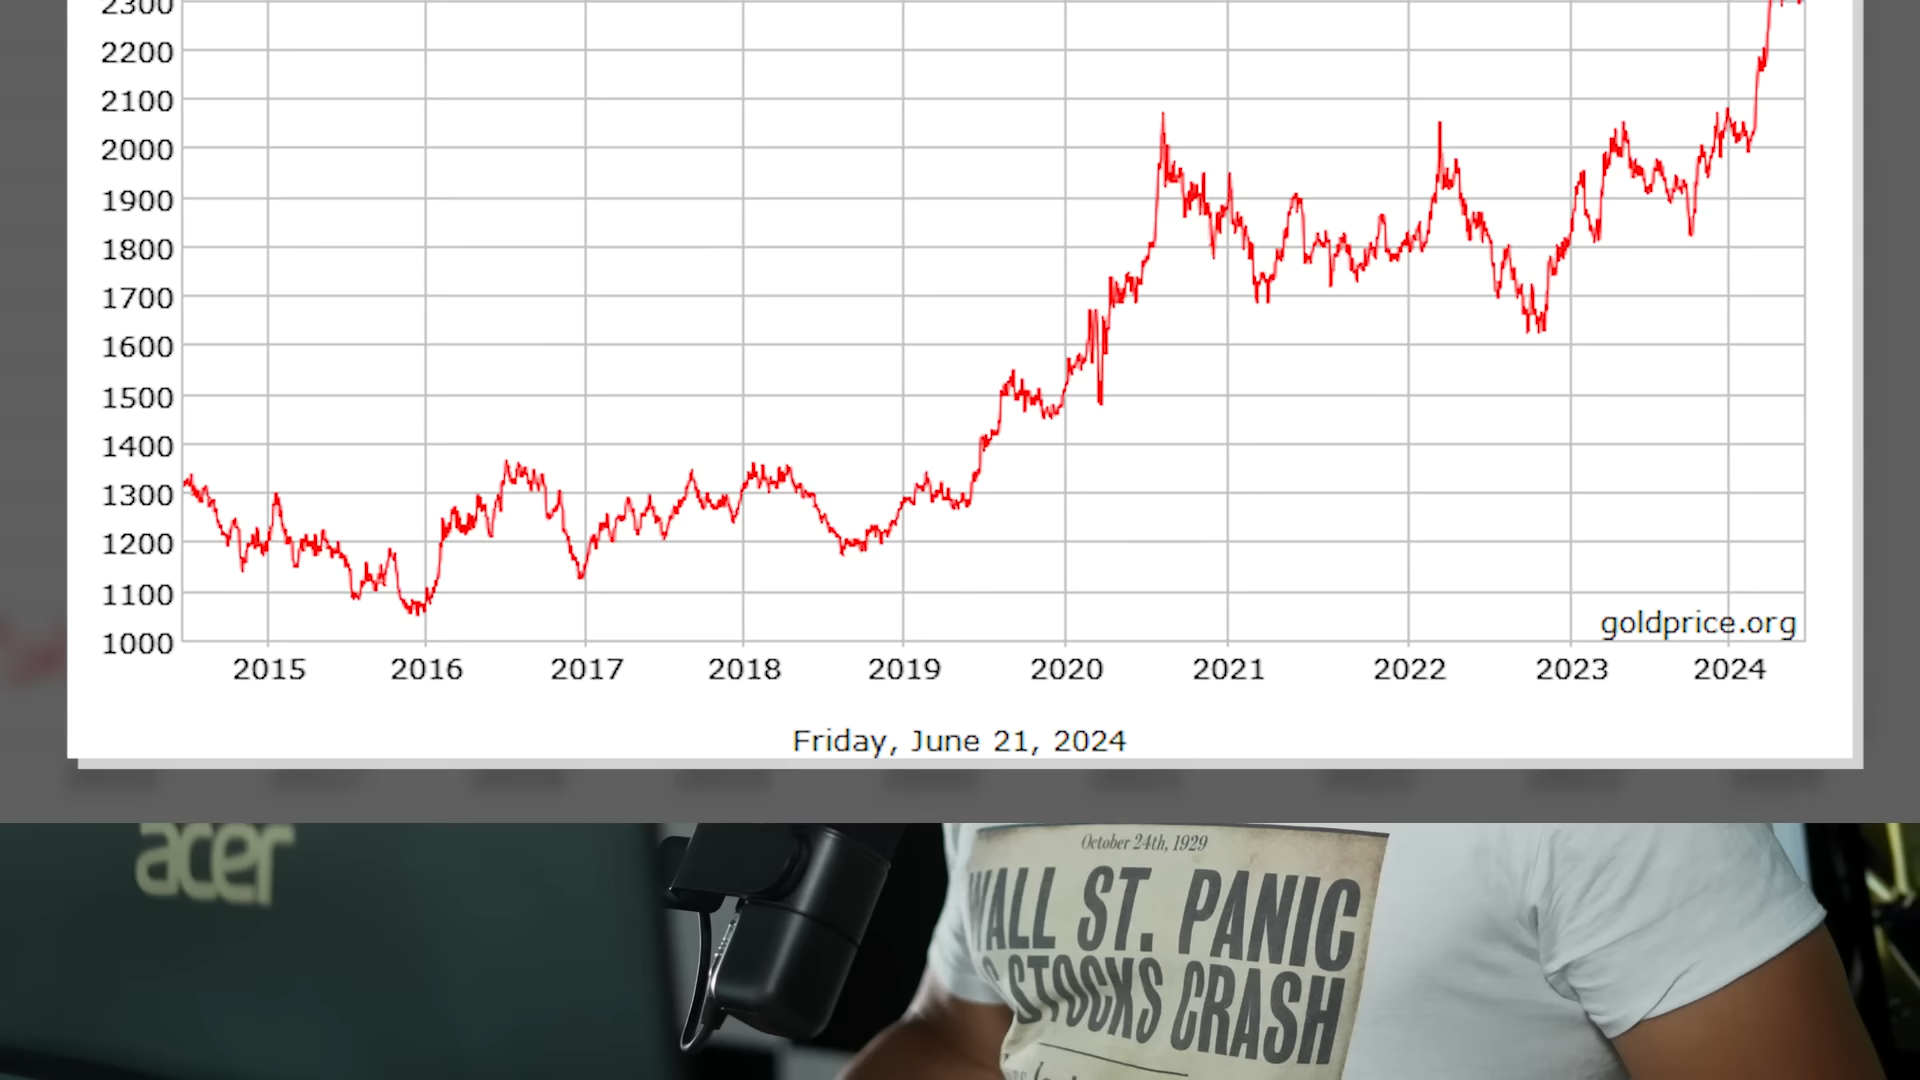 2300
2200
2100
2000
1900
1800
1700
1600
1500
1400
1300
1200
1100
1000
goldprice.org
2015 2016 2017 2018 2019 2020 2021 2022 2023 2024
Friday, June 21, 2024
acer
October 24th, 1929
WALL ST. PANIC
STOCKS CRASH